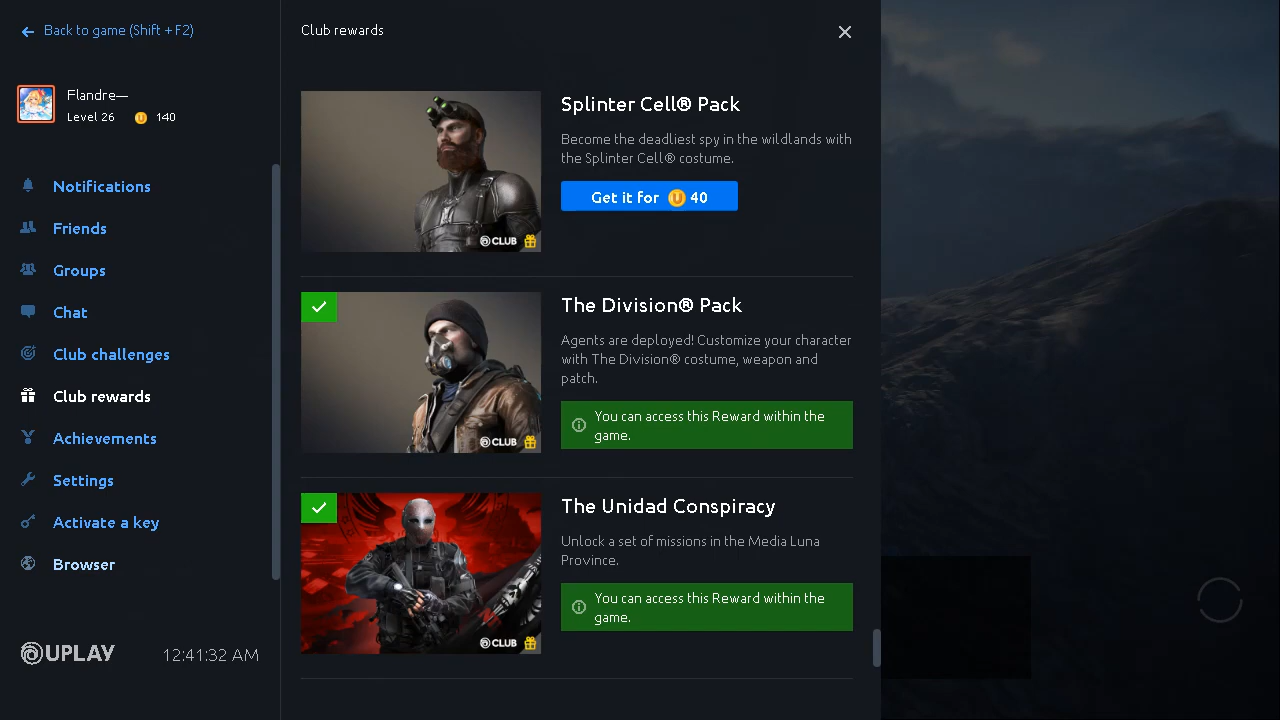 Back to game (Shift + F2)
Flandre—
Level 26 140
Notifications
Friends
Groups
Chat
Club challenges
Club rewards
Achievements
Settings
Activate a key
Browser
UPLAY 12:41:32 AM
Club rewards
CLUB
Splinter Cell® Pack
Become the deadliest spy in the wildlands with
the Splinter Cell® costume.
Get it for U 40
CLUB
The Division® Pack
Agents are deployed! Customize your character
with The Division® costume, weapon and
patch.
You can access this Reward within the
game.
CLUB
The Unidad Conspiracy
Unlock a set of missions in the Media Luna
Province.
You can access this Reward within the
game.